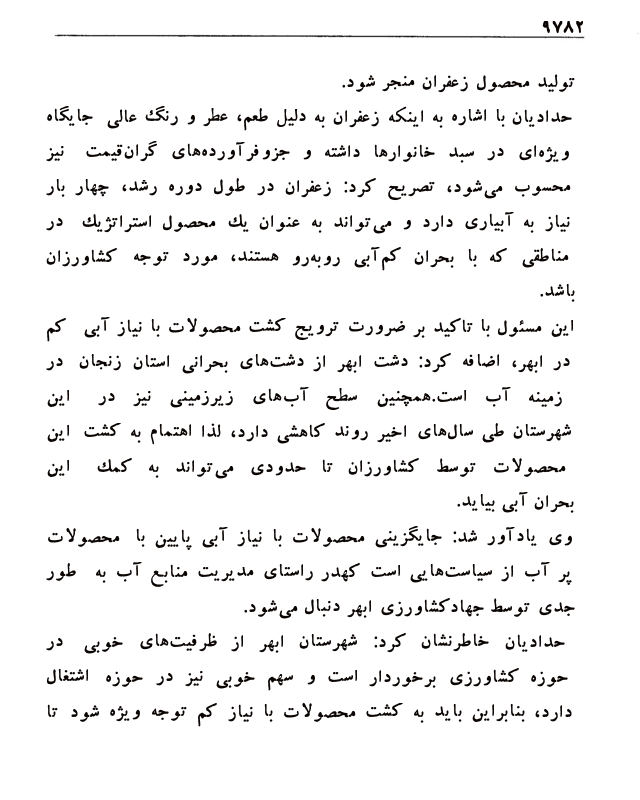 ۹۷۸۲
تولید محصول زعفران منجر شود.
حدادیان با اشاره به اینکه زعفران به دلیل طعم، عطر و رنگ عالی جایگاه
ویژه‌ای در سبد خانوارها داشته و جزوفرآورده‌های گران‌قیمت نیز
محسوب می‌شود، تصریح کرد: زعفران در طول دوره رشد، چهار بار
نیاز به آبیاری دارد و می‌تواند به عنوان یك محصول استراتژیك در
مناطقی که با بحران کم‌آبی روبه‌رو هستند، مورد توجه کشاورزان
باشد.
این مسئول با تاکید بر ضرورت ترویج کشت محصولات با نیاز آبی کم
در ابهر، اضافه کرد: دشت ابهر از دشت‌های بحرانی استان زنجان در
زمینه آب است.همچنین سطح آب‌های زیرزمینی نیز در این
شهرستان طی سال‌های اخیر روند کاهشی دارد، لذا اهتمام به کشت این
محصولات توسط کشاورزان تا حدودی می‌تواند به کمك این
بحران آبی بیاید.
وی یادآور شد: جایگزینی محصولات با نیاز آبی پایین با محصولات
پر آب از سیاست‌هایی است کهدر راستای مدیریت منابع آب به طور
جدی توسط جهادکشاورزی ابهر دنبال می‌شود.
حدادیان خاطرنشان کرد: شهرستان ابهر از ظرفیت‌های خوبی در
حوزه کشاورزی برخوردار است و سهم خوبی نیز در حوزه اشتغال
دارد، بنابراین باید به کشت محصولات با نیاز کم توجه ویژه شود تا